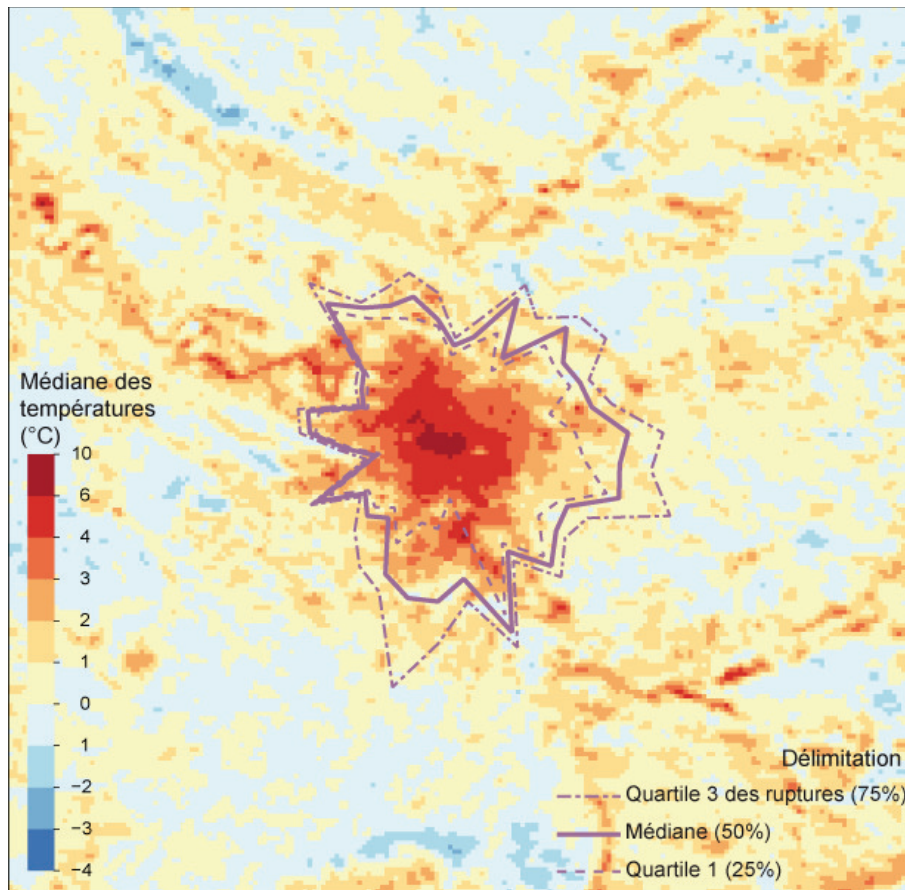 Médiane des
températures
(°C)
10
6
4
3
2
1
0
1
−2
−3
−4
Délimitation
Quartile 3 des ruptures (75%)
Médiane (50%)
Quartile 1 (25%)